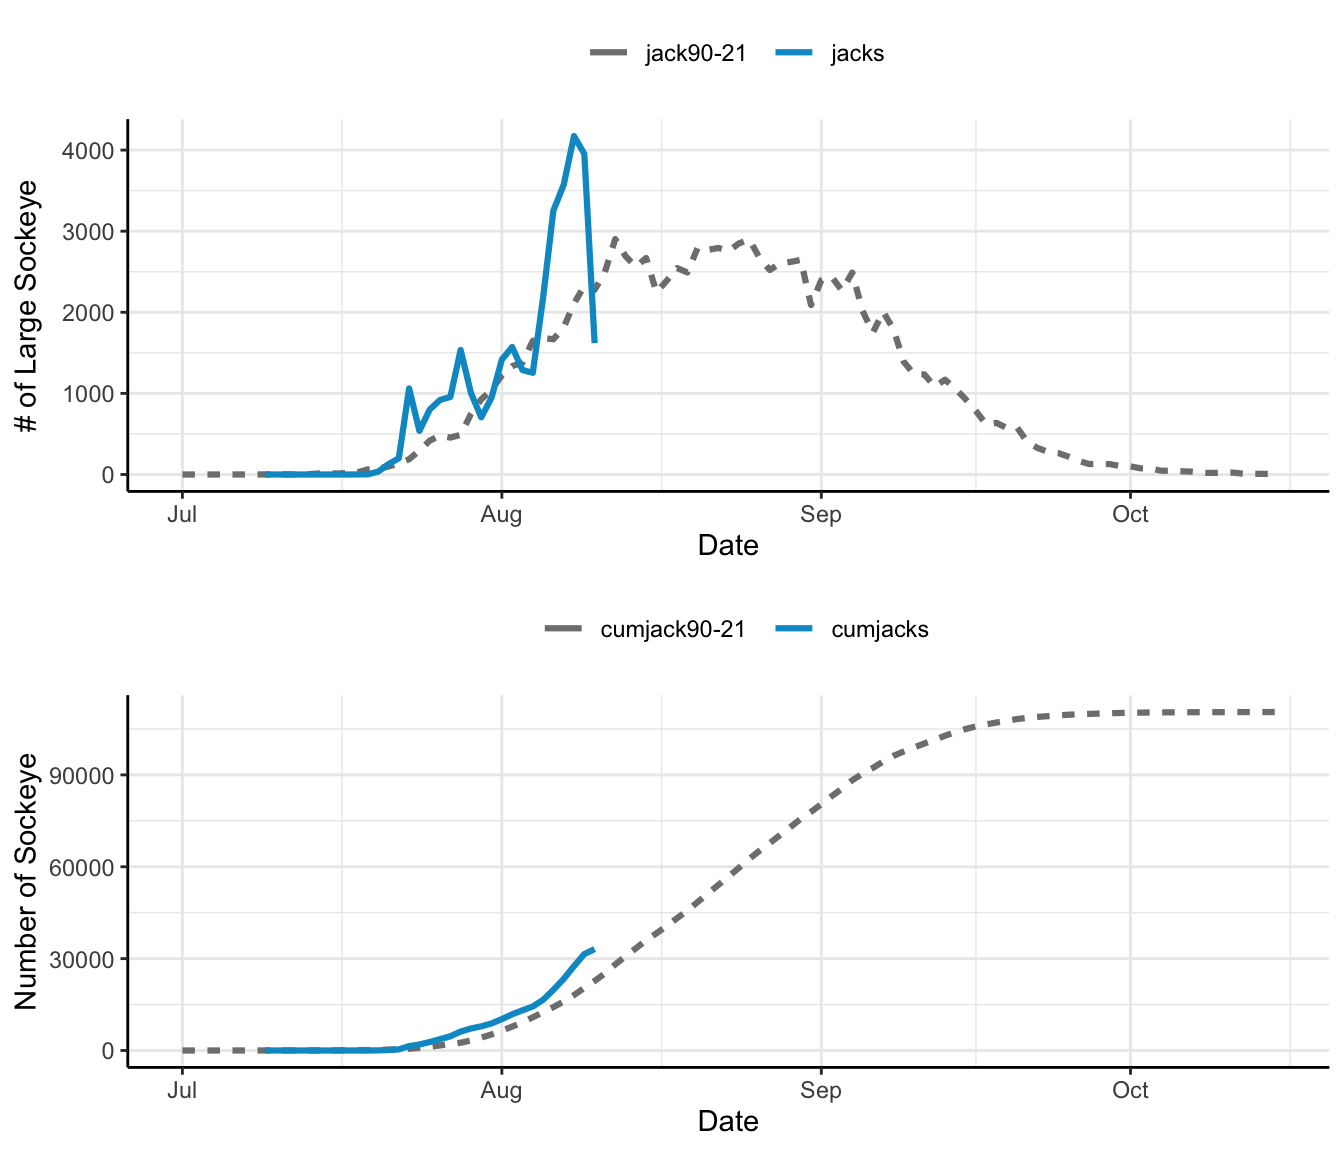 jack90-21 jacks
# of Large Sockeye
4000
3000
2000
1000
0
Jul Aug Sep Oct
Date
cumjack90-21 cumjacks
Number of Sockeye
90000
60000
30000
0
Jul Aug Sep Oct
Date